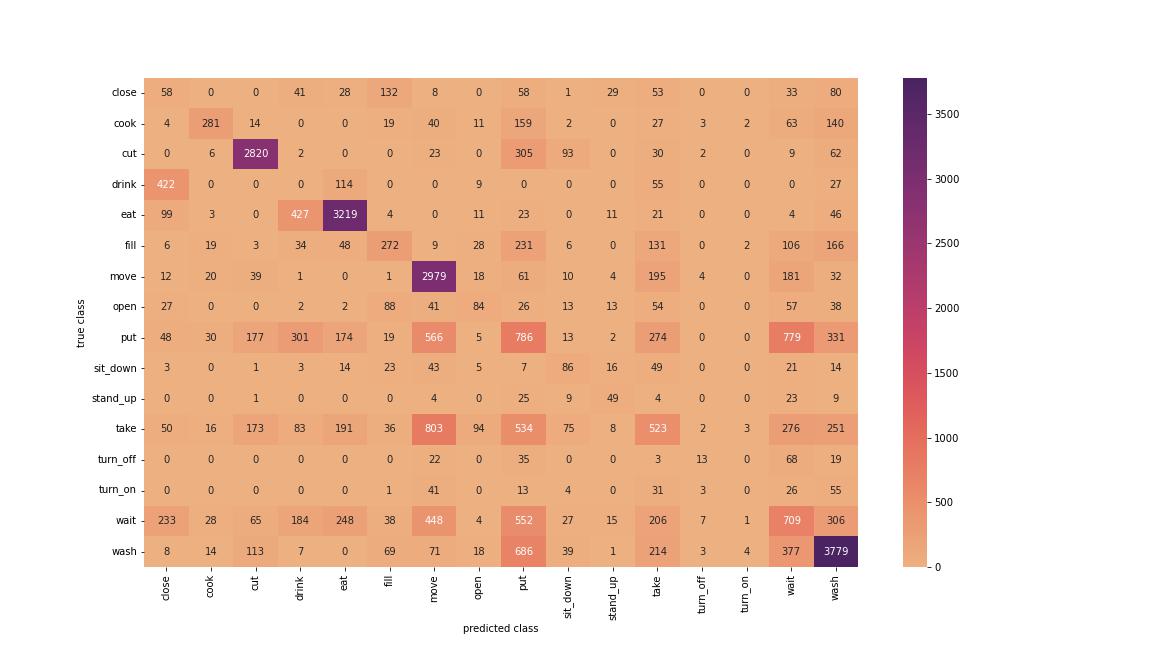 close 58 0 0 41 28 132 8 0 58 1 29 53 0 0 33 80
cook 4 281 14 0 0 19 40 11 159 2 0 27 3 2 63 140
cut 0 6 2820 2 0 0 23 0 305 93 0 30 2 0 9 62
drink 422 0 0 0 114 0 0 9 0 0 0 55 0 0 0 27
eat 99 3 0 427 3219 4 0 11 23 0 11 21 0 0 4 46
fill 6 19 3 34 48 272 9 28 231 6 0 131 0 2 106 166
move 12 20 39 1 0 1 2979 18 61 10 4 195 4 0 181 32
open 27 0 0 2 2 88 41 84 26 13 13 54 0 0 57 38
put 48 30 177 301 174 19 566 5 786 13 2 274 0 0 779 331
sit_down 3 0 1 3 14 23 43 5 7 86 16 49 0 0 21 14
stand_up 0 0 1 0 0 0 4 0 25 9 49 4 0 0 23 9
take 50 16 173 83 191 36 803 94 534 75 8 523 2 3 276 251
turn_off 0 0 0 0 0 0 22 0 35 0 0 3 13 0 68 19
turn_on 0 0 0 0 0 1 41 0 13 4 0 31 3 0 26 55
wait 233 28 65 184 248 38 448 4 552 27 15 206 7 1 709 306
wash 8 14 113 7 0 69 71 18 686 39 1 214 3 4 377 3779
close cook cut drink eat fill move open put sit_down stand_up take turn_off turn_on wait wash
predicted class
true class
3500
3000
2500
2000
1500
1000
500
0